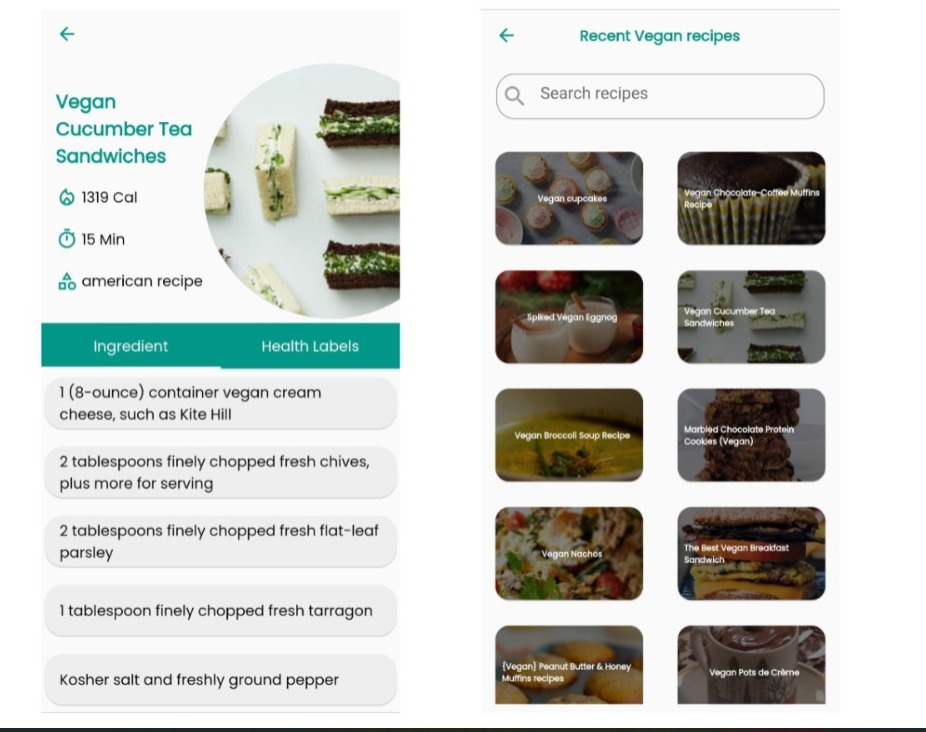 Vegan
Cucumber Tea
Sandwiches
1319 Cal
15 Min
american recipe
Ingredient
Health Labels
1 (8-ounce) container vegan cream
cheese, such as Kite Hill
2 tablespoons finely chopped fresh chives,
plus more for serving
2 tablespoons finely chopped fresh flat-leaf
parsley
1 tablespoon finely chopped fresh tarragon
Kosher salt and freshly ground pepper
Recent Vegan recipes
Search recipes
Vegan cupcakes
Vegan Chocolate-Coffee Muffins
Recipe
Spiked Vegan Eggnog
Vegan Cucumber Tea
Sandwiches
Vegan Broccoli Soup Recipe
Marbled Chocolate Protein
Cookies (Vegan)
Vegan Nachos
The Best Vegan Breakfast
Sandwich
{Vegan} Peanut Butter & Honey
Muffins recipes
Vegan Pots de Crème